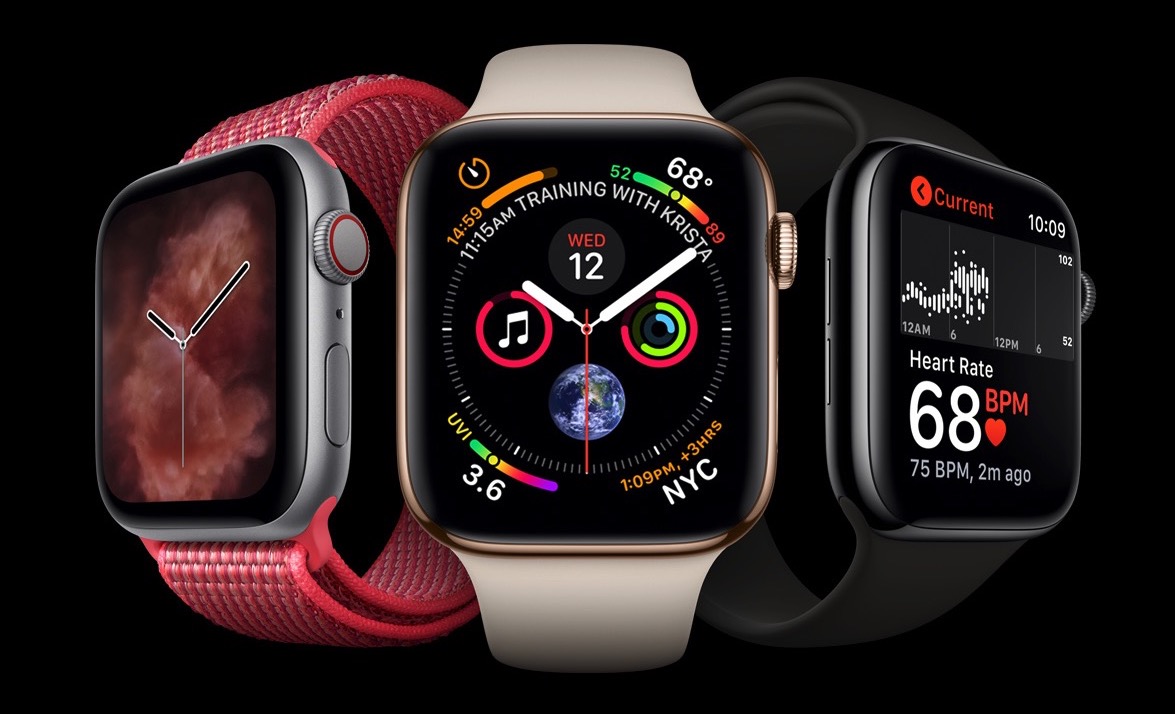 14:59
11:15AM TRAINING WITH KRISTA
52
68°
89
WED
12
UVI
3.6
1:09PM, +3HRS
NYC
Current
10:09
102
52
12AM
6
12PM
6
Heart Rate
68 BPM
75 BPM, 2m ago